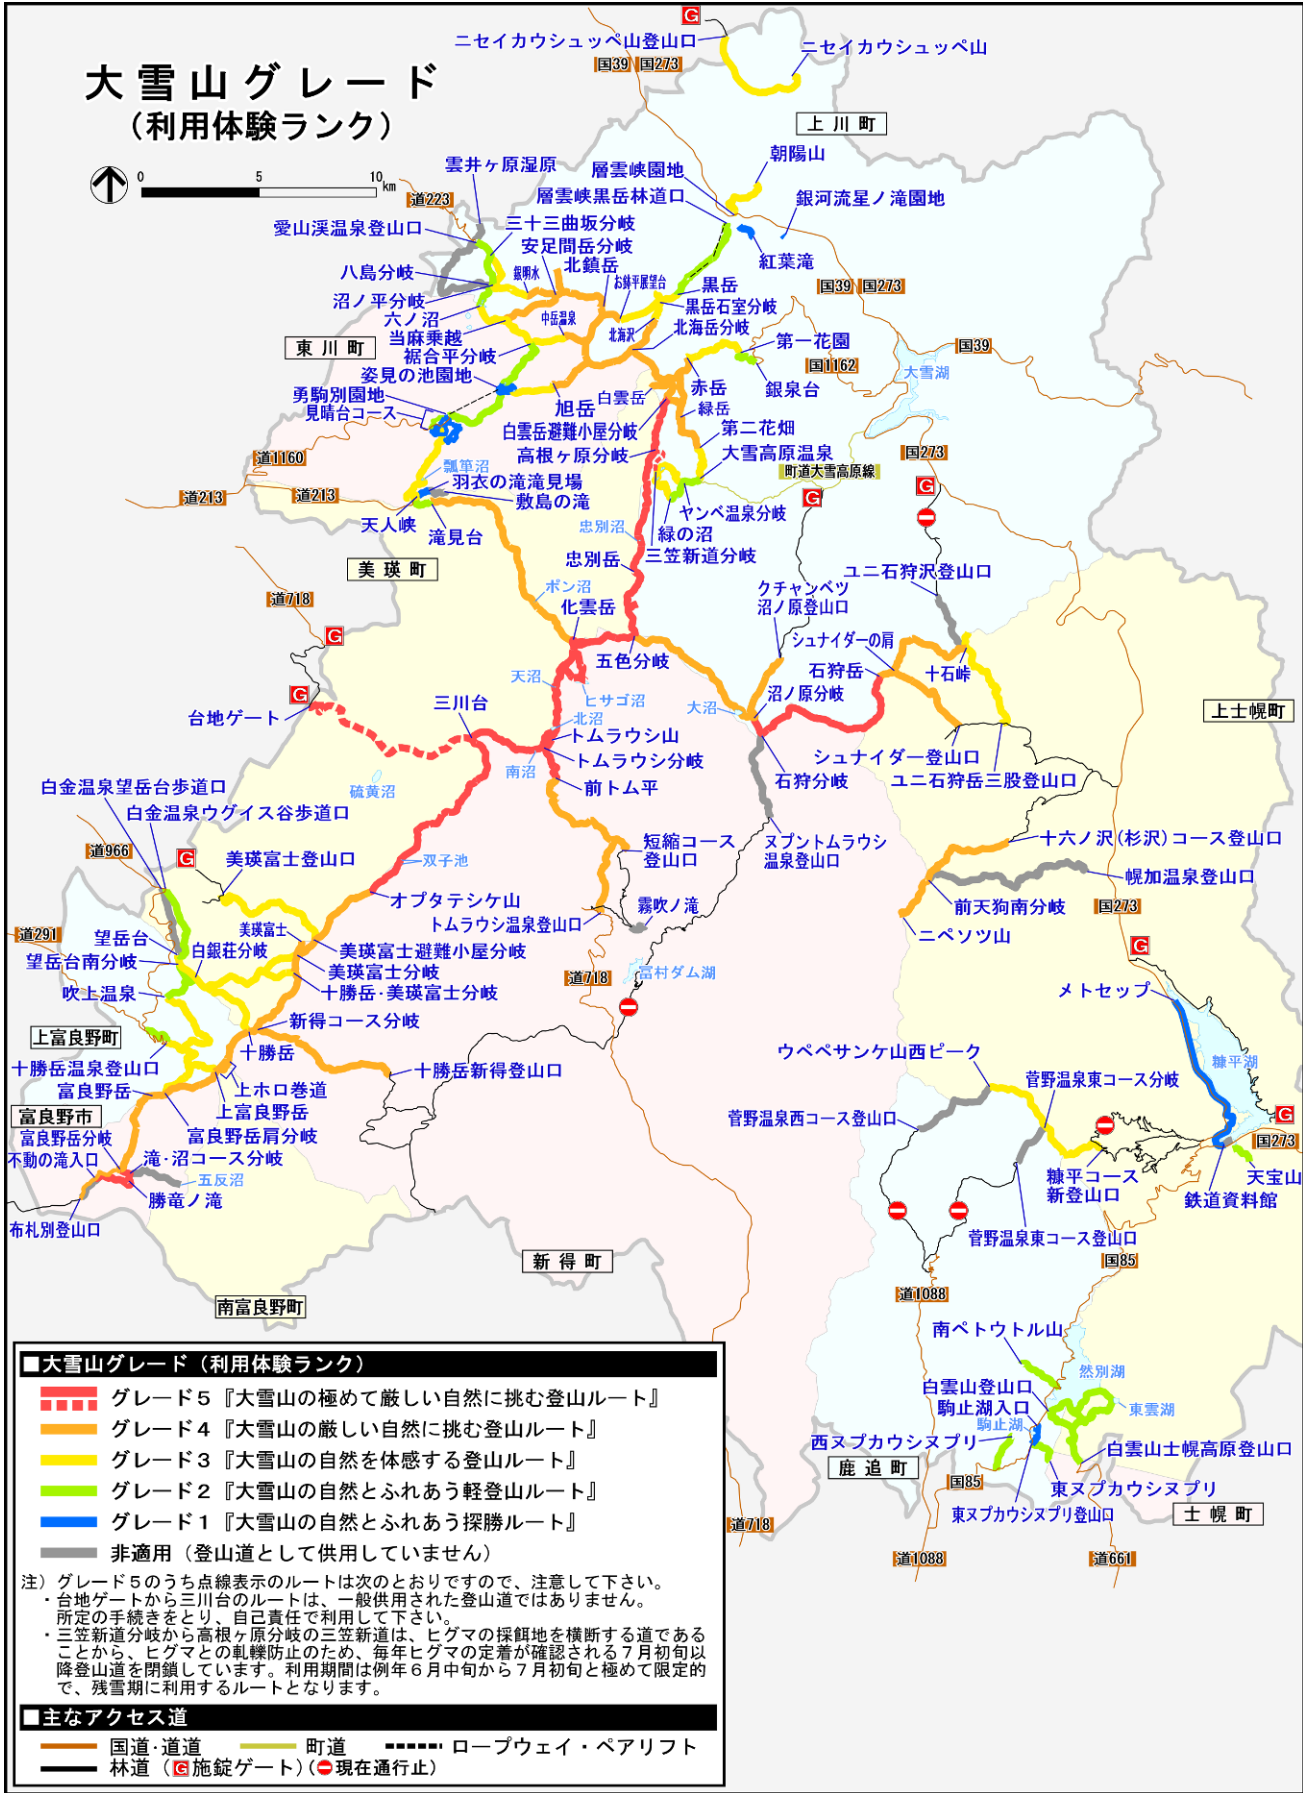 大雪山グレード
（利用体験ランク）
0
5
10
km
ニセイカウシュッペ山登山口
G
国39
国273
ニセイカウシュッペ山
上川町
雲井ヶ原湿原
道223
愛山渓温泉登山口
八島分岐
沼ノ平分岐
六ノ沼
当麻乗越
裾合平分岐
三十三曲坂分岐
安足間岳分岐
銀明水
北鎮岳
お鉢平展望台
中岳温泉
層雲峡園地
層雲峡黒岳林道口
朝陽山
銀河流星ノ滝園地
紅葉滝
国39
国273
黒岳
黒岳石室分岐
北海沢
北海岳分岐
第一花園
国1162
銀泉台
国39
大雪湖
東川町
姿見の池園地
勇駒別園地
見晴台コース
旭岳
白雲岳
赤岳
緑岳
白雲岳避難小屋分岐
第二花畑
高根ヶ原分岐
大雪高原温泉
町道大雪高原線
国273
道1160
瓢箪沼
道213
道213
羽衣の滝滝見場
敷島の滝
天人峡
滝見台
ヤンベ温泉分岐
緑の沼
三笠新道分岐
G
G
美瑛町
忠別沼
忠別岳
ポン沼
化雲岳
クチャンベツ
沼ノ原登山口
ユニ石狩沢登山口
道718
G
G
台地ゲート
三川台
天沼
ヒサゴ沼
五色分岐
大沼
沼ノ原分岐
シュナイダーの肩
石狩岳
十石峠
上士幌町
北沼
トムラウシ山
トムラウシ分岐
南沼
前トム平
石狩分岐
シュナイダー登山口
ユニ石狩岳三股登山口
硫黄沼
白金温泉望岳台歩道口
白金温泉ウグイス谷歩道口
道966
G
美瑛富士登山口
双子池
オプタテシケ山
短縮コース
登山口
ヌプントムラウシ
温泉登山口
十六ノ沢(杉沢)コース登山口
幌加温泉登山口
前天狗南分岐
国273
ニペソツ山
トムラウシ温泉登山口
霧吹ノ滝
道291
望岳台
望岳台南分岐
白銀荘分岐
美瑛富士
美瑛富士避難小屋分岐
美瑛富士分岐
十勝岳・美瑛富士分岐
道718
富村ダム湖
G
メトセップ
吹上温泉
上富良野町
新得コース分岐
十勝岳
十勝岳温泉登山口
富良野岳
上ホロ巻道
上富良野岳
十勝岳新得登山口
富良野岳肩分岐
富良野市
富良野岳分岐
不動の滝入口
滝・沼コース分岐
五反沼
勝竜ノ滝
布札別登山口
ウペペサンケ山西ピーク
菅野温泉東コース分岐
糠平湖
菅野温泉西コース登山口
G
国273
糠平コース
新登山口
天宝山
鉄道資料館
菅野温泉東コース登山口
新得町
南富良野町
国85
道1088
南ペトウトル山
然別湖
白雲山登山口
駒止湖入口
駒止湖
東雲湖
西ヌプカウシヌプリ
白雲山士幌高原登山口
鹿追町
国85
東ヌプカウシヌプリ
東ヌプカウシヌプリ登山口
士幌町
道718
道1088
道661
■大雪山グレード（利用体験ランク）
グレード５『大雪山の極めて厳しい自然に挑む登山ルート』
グレード４『大雪山の厳しい自然に挑む登山ルート』
グレード３『大雪山の自然を体感する登山ルート』
グレード２『大雪山の自然とふれあう軽登山ルート』
グレード１『大雪山の自然とふれあう探勝ルート』
非適用（登山道として供用していません）
注）グレード５のうち点線表示のルートは次のとおりですので、注意して下さい。
・台地ゲートから三川台のルートは、一般供用された登山道ではありません。
所定の手続きをとり、自己責任で利用して下さい。
・三笠新道分岐から高根ヶ原分岐の三笠新道は、ヒグマの採餌地を横断する道である
ことから、ヒグマとの軋轢防止のため、毎年ヒグマの定着が確認される７月初旬以
降登山道を閉鎖しています。利用期間は例年６月中旬から７月初旬と極めて限定的
で、残雪期に利用するルートとなります。
■主なアクセス道
国道・道道
町道
ロープウェイ・ペアリフト
林道（G施錠ゲート）（現在通行止）